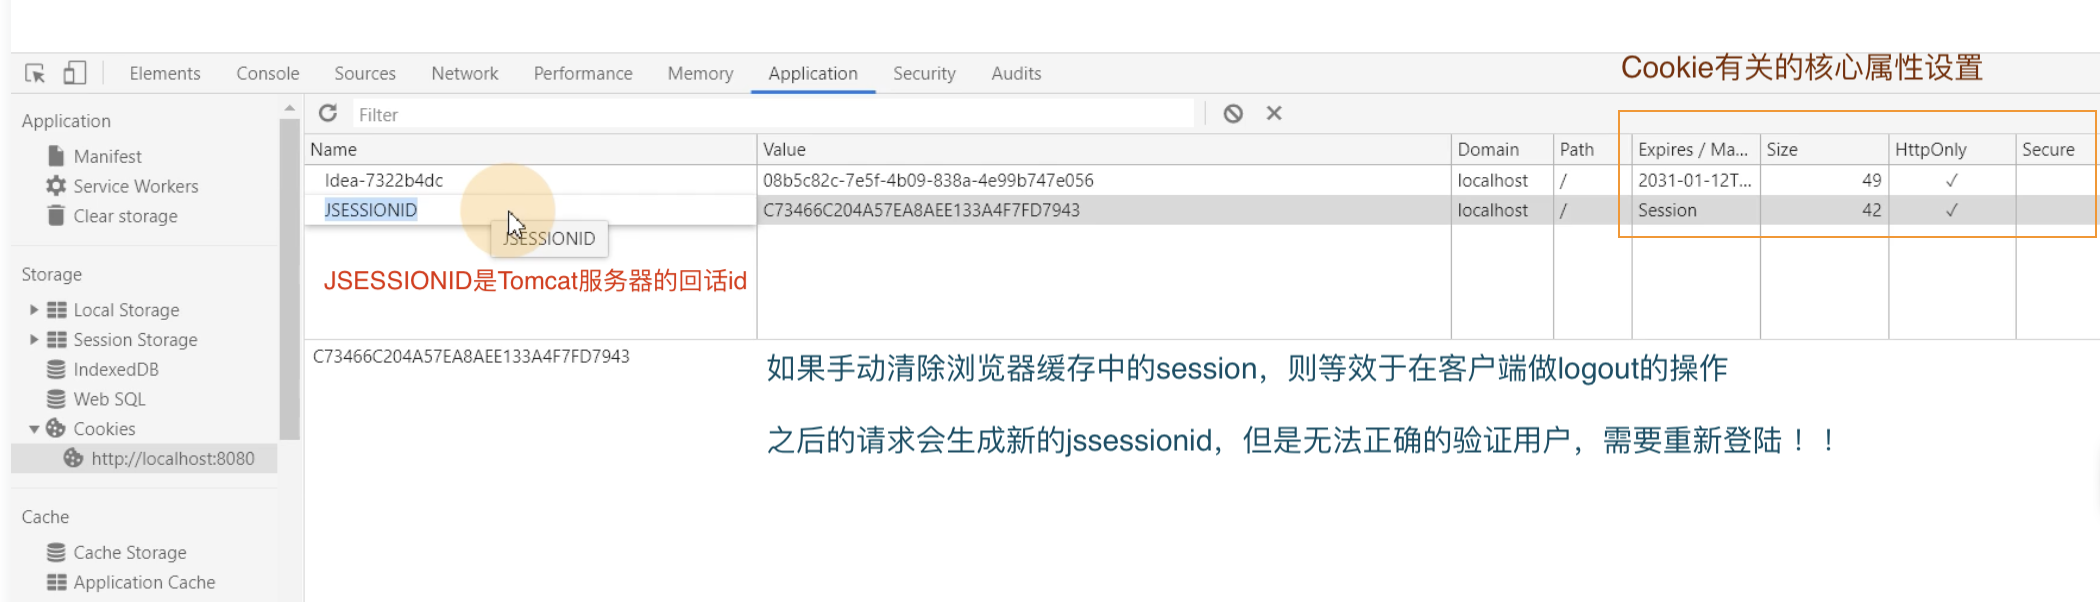 Cookie有关的核心属性设置
Elements Console Sources Network Performance Memory Application Security Audits
Application
Manifest
Service Workers
Clear storage
Storage
Local Storage
Session Storage
IndexedDB
Web SQL
Cookies
http://localhost:8080
Cache
Cache Storage
Application Cache
Filter
Name Value Domain Path Expires / Ma... Size HttpOnly Secure
Idea-7322b4dc 08b5c82c-7e5f-4b09-838a-4e99b747e056 localhost / 2031-01-12T... 49 ✓
JSESSIONID C73466C204A57EA8AEE133A4F7FD7943 localhost / Session 42 ✓
JSESSIONID
JSESSIONID是Tomcat服务器的回话id
C73466C204A57EA8AEE133A4F7FD7943
如果手动清除浏览器缓存中的session，则等效于在客户端做logout的操作
之后的请求会生成新的jssessionid，但是无法正确的验证用户，需要重新登陆！！